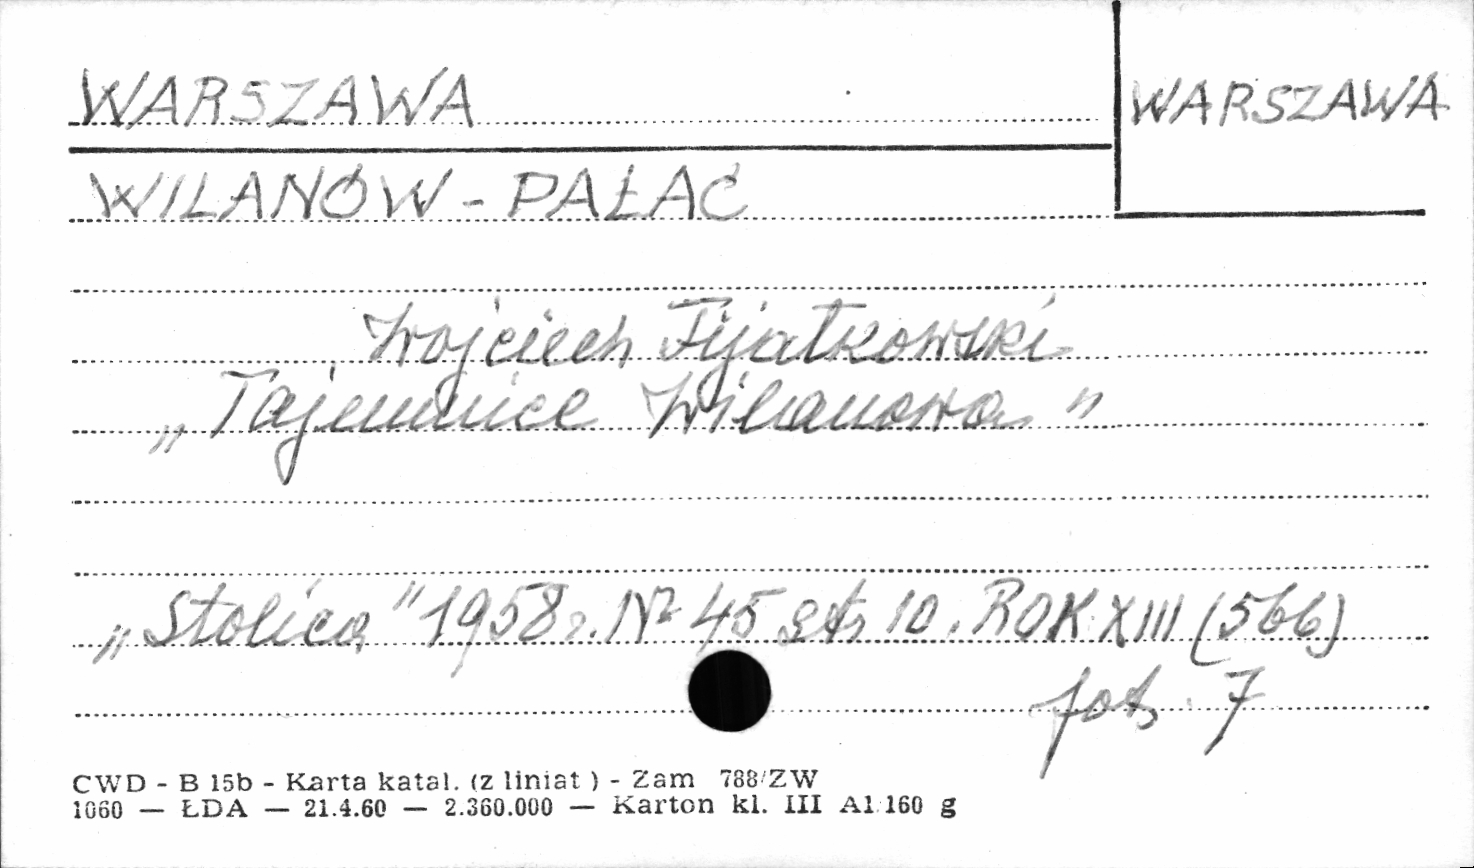 WARSZAWA
WARSZAWA
WILANÓW - PAŁAC
Wojciech Fijałkowski
„Tajemnice Wilanowa"
„Stolica" 1958 r. Nr 45 str. 10. ROK XIII (566)
fot. 7
CWD - B 15b - Karta katal. (z liniat ) - Zam 788/ZW
1060 — ŁDA — 21.4.60 — 2.360.000 — Karton kl. III A1 160 g